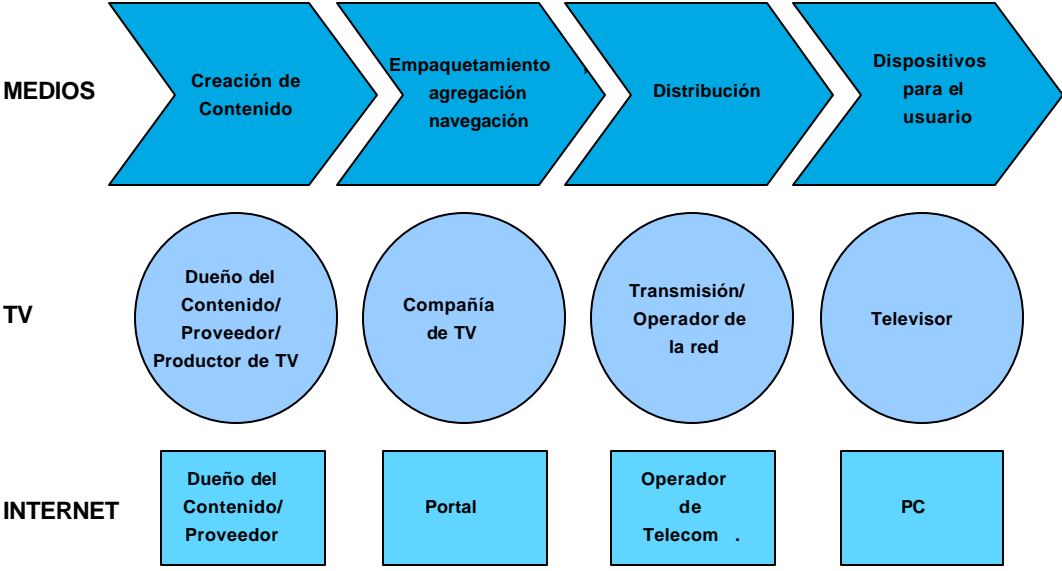 MEDIOS
Creación de
Contenido
Empaquetamiento ,
agregación
navegación
Distribución
Dispositivos
para el
usuario
TV
Dueño del
Contenido/
Proveedor/
Productor de TV
Compañía
de TV
Transmisión/
Operador de
la red
Televisor
INTERNET
Dueño del
Contenido/
Proveedor
Portal
Operador
de
Telecom .
PC